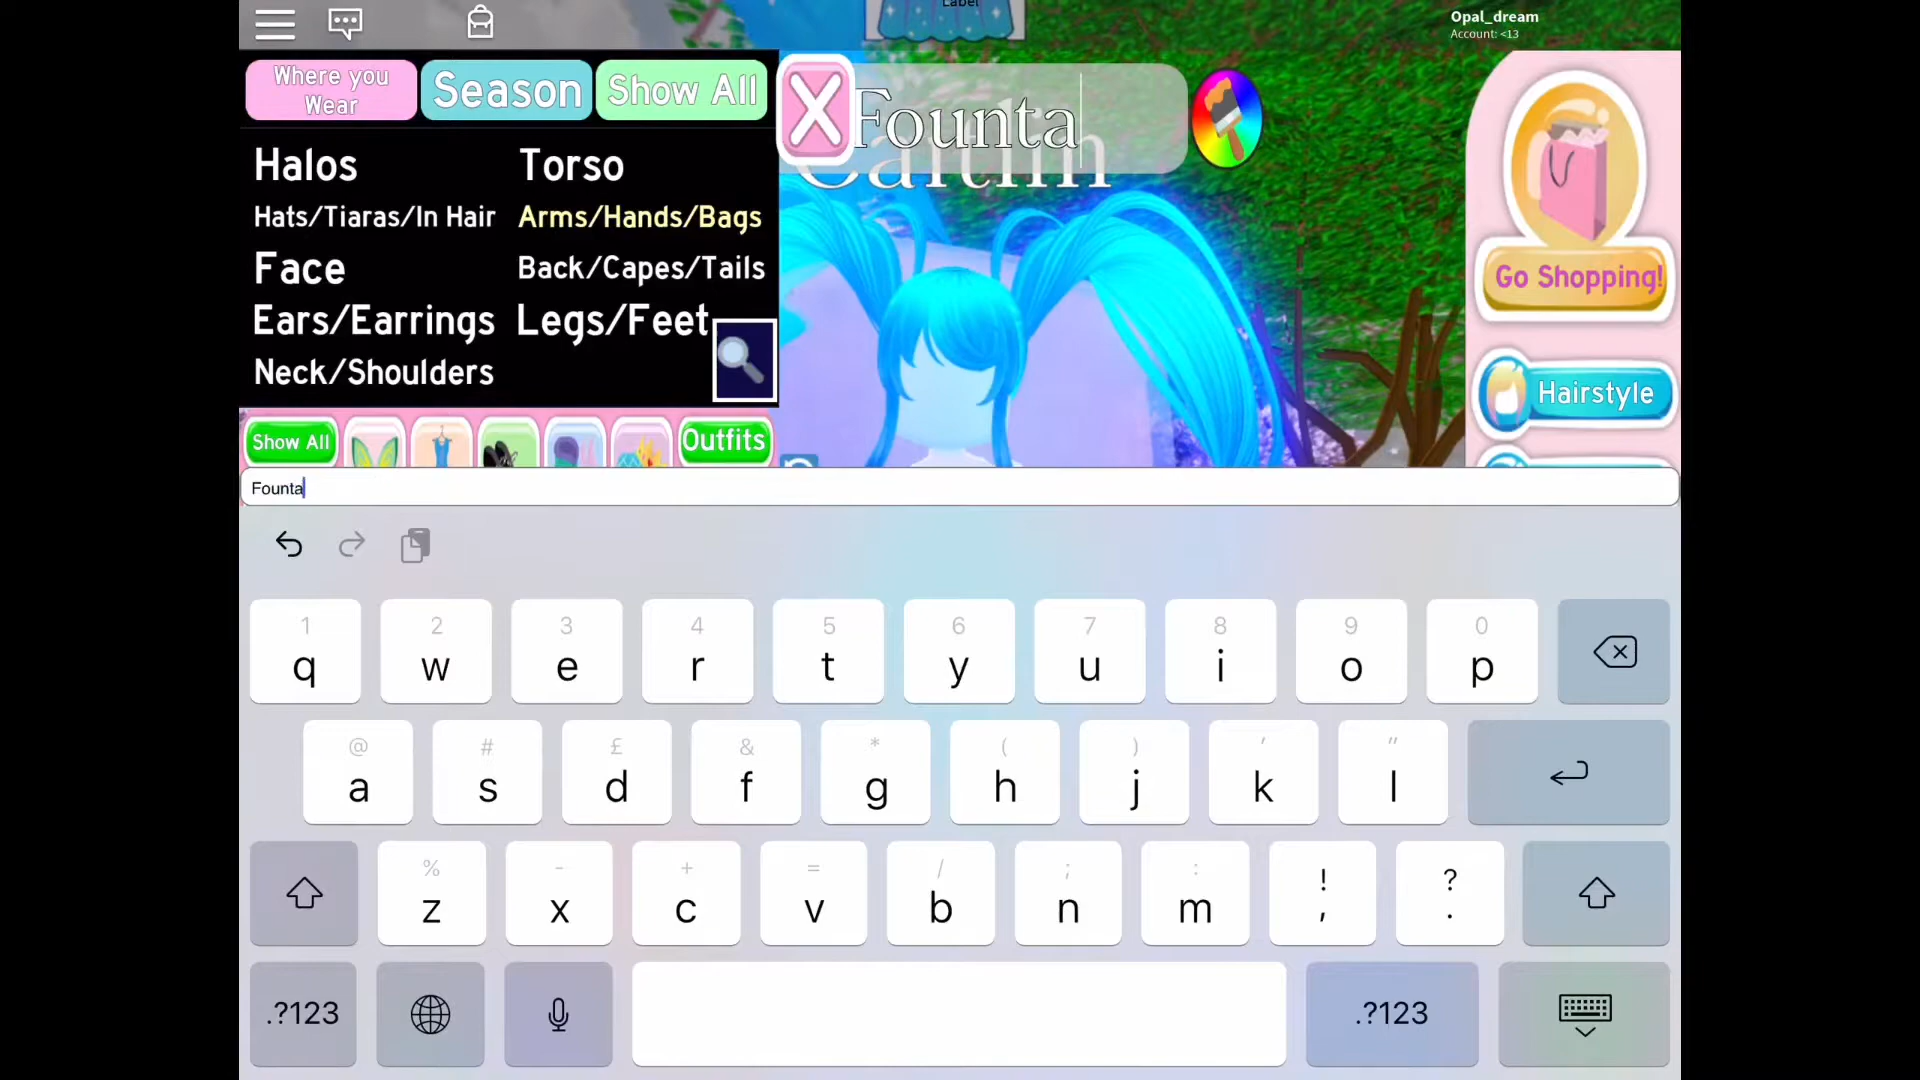 Label
Opal_dream
Account: <13
Where you
Wear
Season
Show All
X
Founta
Caitlin
Halos
Torso
Hats/Tiaras/In Hair
Arms/Hands/Bags
Face
Back/Capes/Tails
Ears/Earrings
Legs/Feet
Neck/Shoulders
Go Shopping!
Hairstyle
Show All
Outfits
Founta
1 2 3 4 5 6 7 8 9 0
q w e r t y u i o p
@ # £ & * ( ) ' "
a s d f g h j k l
% - + = / ; : ! ?
z x c v b n m , .
.?123
.?123